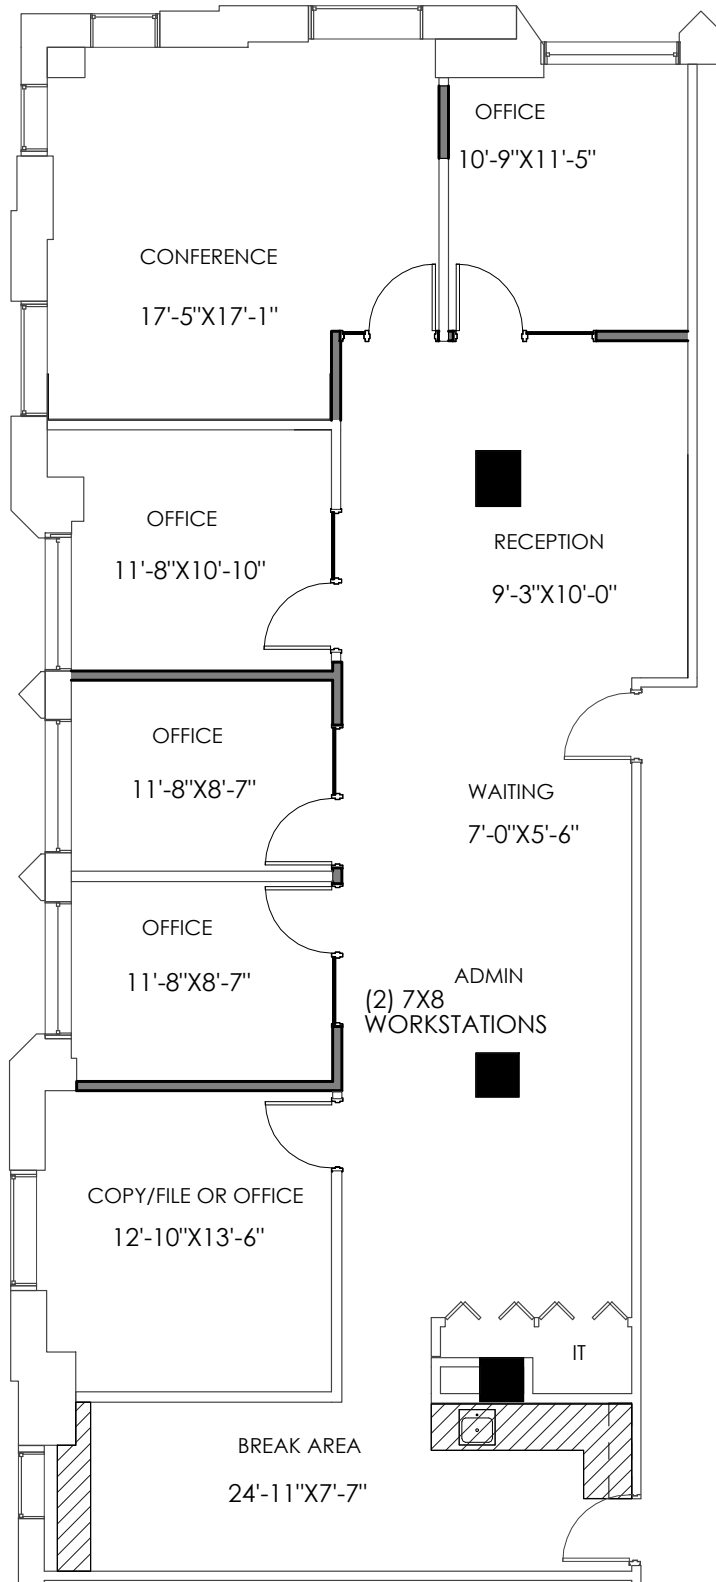 OFFICE
10'-9"X11'-5"
CONFERENCE
17'-5"X17'-1"
OFFICE
11'-8"X10'-10"
RECEPTION
9'-3"X10'-0"
OFFICE
11'-8"X8'-7"
WAITING
7'-0"X5'-6"
OFFICE
11'-8"X8'-7"
ADMIN
(2) 7X8
WORKSTATIONS
COPY/FILE OR OFFICE
12'-10"X13'-6"
IT
BREAK AREA
24'-11"X7'-7"